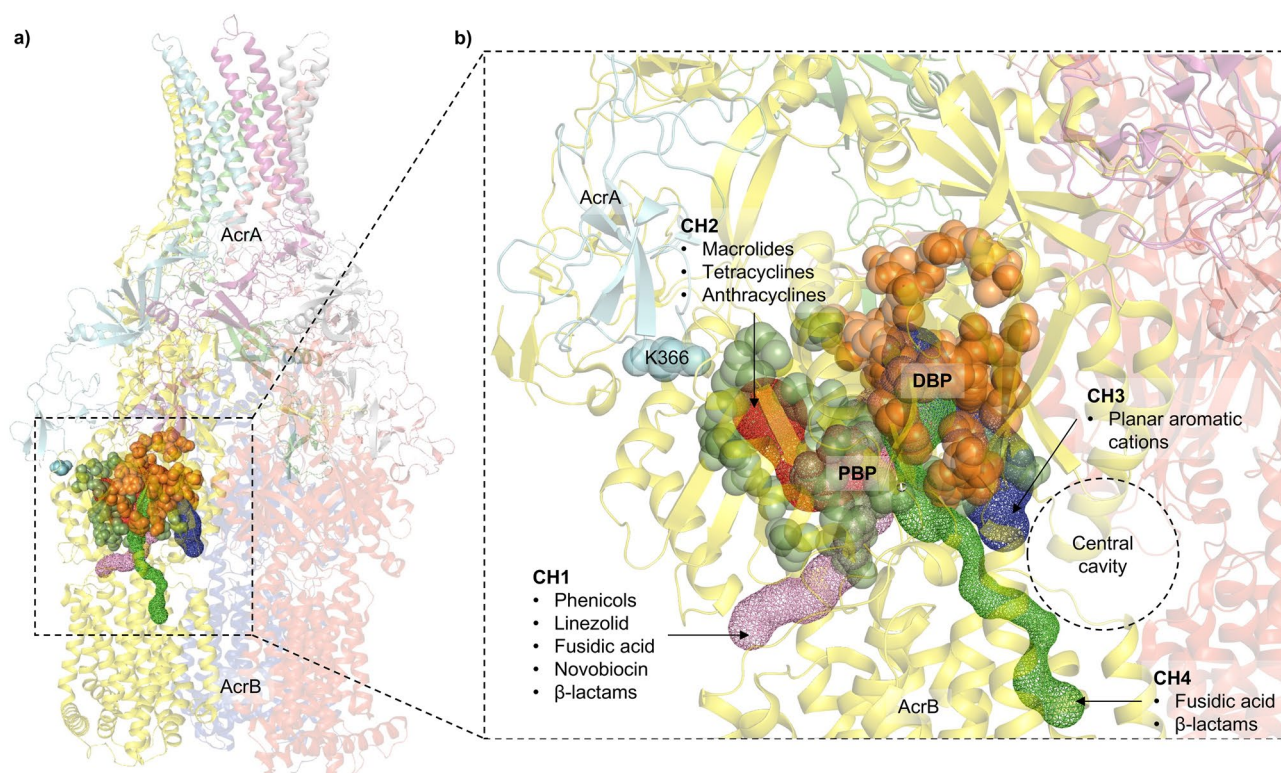 a)
AcrA
AcrB
b)
AcrA
K366
CH2
• Macrolides
• Tetracyclines
• Anthracyclines
DBP
PBP
CH3
• Planar aromatic
cations
Central
cavity
CH1
• Phenicols
• Linezolid
• Fusidic acid
• Novobiocin
• β-lactams
AcrB
CH4
• Fusidic acid
• β-lactams